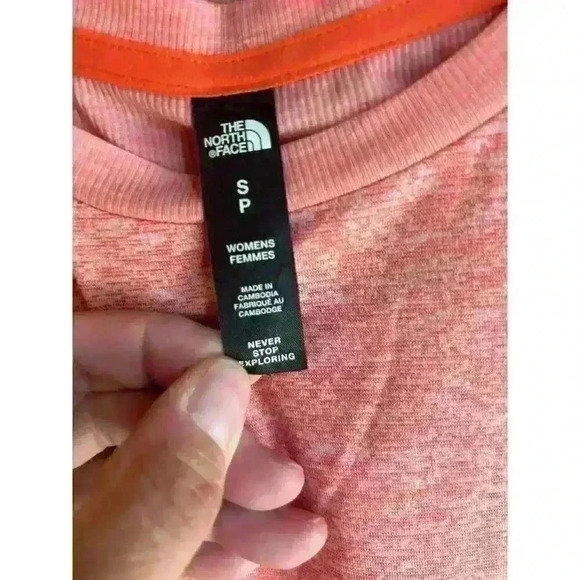 THE
NORTH
FACE
S
P
WOMENS
FEMMES
MADE IN
CAMBODIA
FABRIQUÉ AU
CAMBODGE
NEVER
STOP
EXPLORING